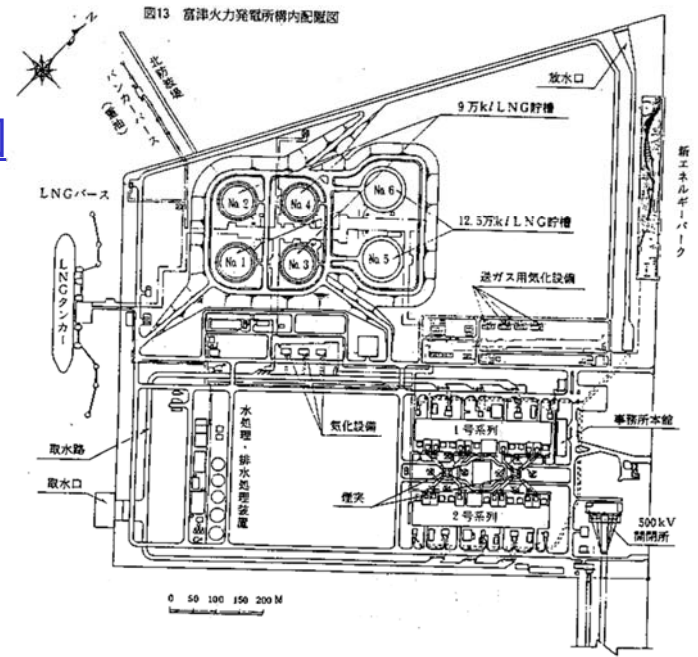 図13 富津火力発電所構内配置図
N
北防波堤
バンカーバース
放水口
9万kl LNG貯槽
新エネルギーパーク
LNGバース
No.2
No.4
No.6
12.5万kl LNG貯槽
No.1
No.3
No.5
LNGタンカー
送ガス用気化設備
気化設備
1号系列
事務所本館
取水路
水処理・排水処理装置
取水口
煙突
2号系列
500kV
開閉所
0 50 100 150 200 M